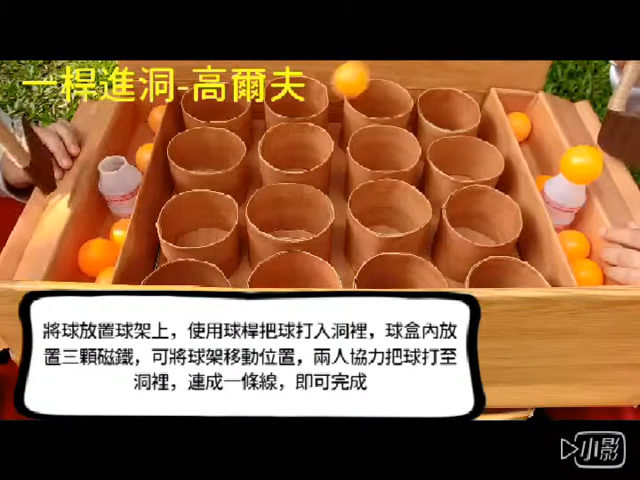 一桿進洞-高爾夫
將球放置球架上，使用球桿把球打入洞裡，球盒內放
置三顆磁鐵，可將球架移動位置，兩人協力把球打至
洞裡，連成一條線，即可完成
小影